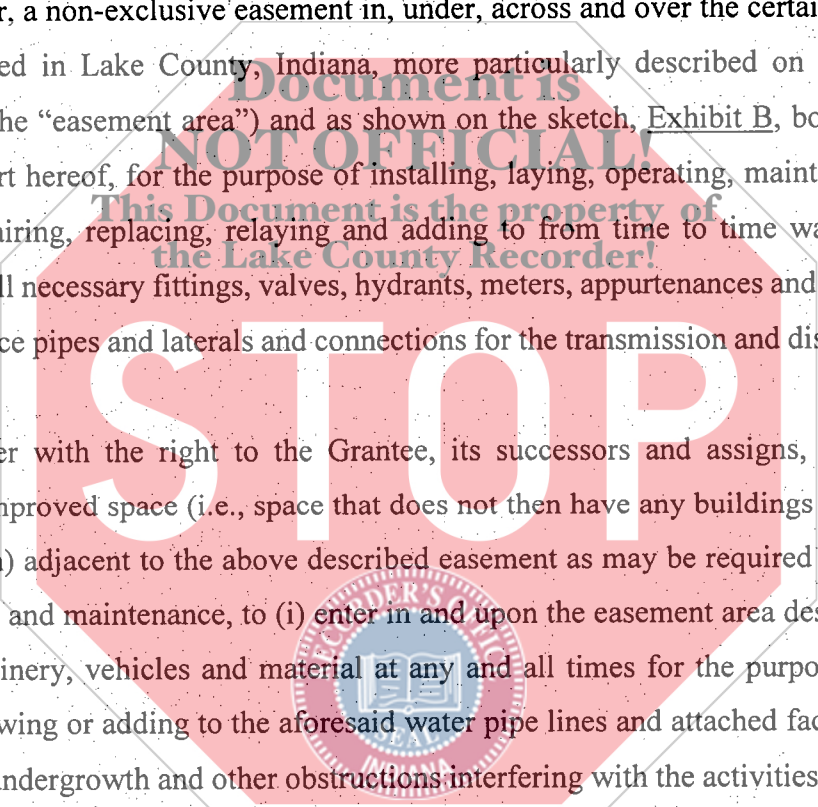 r, a non-exclusive easement in, under, across and over the certai
ed in Lake County, Indiana, more particularly described on
Document is
he “easement area”) and as shown on the sketch, Exhibit B, bo
NOT OFFICIAL!
rt hereof, for the purpose of installing, laying, operating, maint
This Document is the property of
airing, replacing, relaying and adding to from time to time wa
the Lake County Recorder!
ll necessary fittings, valves, hydrants, meters, appurtenances and
ce pipes and laterals and connections for the transmission and dis
STOP
er with the right to the Grantee, its successors and assigns,
nproved space (i.e., space that does not then have any buildings
n) adjacent to the above described easement as may be required
and maintenance, to (i) enter in and upon the easement area des
inery, vehicles and material at any and all times for the purpo
wing or adding to the aforesaid water pipe lines and attached fac
ndergrowth and other obstructions interfering with the activities
SEAL
INDIANA